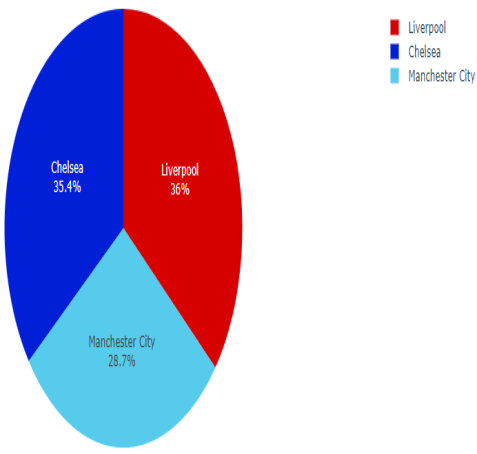 Liverpool
Chelsea
Manchester City
Chelsea
35.4%
Liverpool
36%
Manchester City
28.7%